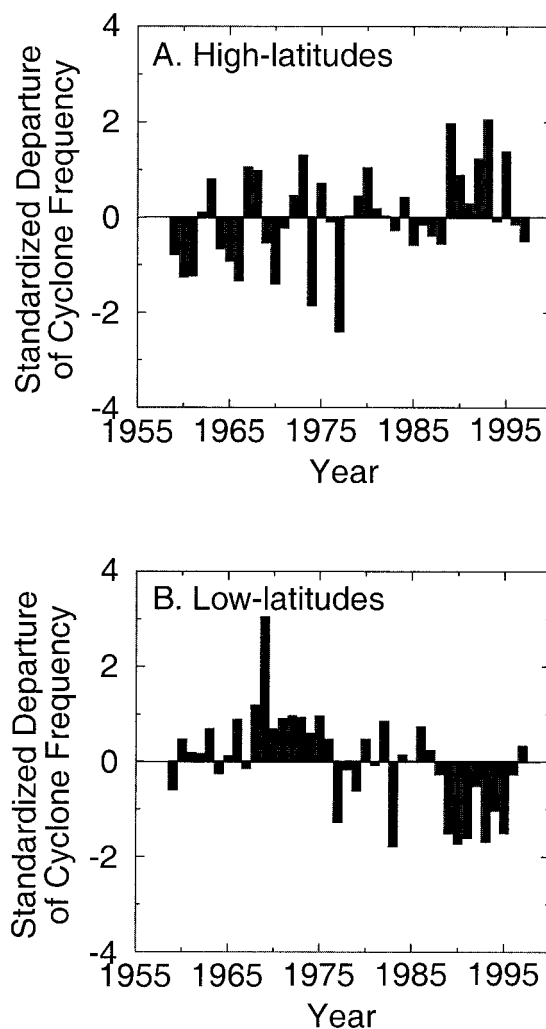 A. High-latitudes
Standardized Departure
of Cyclone Frequency
4
2
0
-2
-4
1955 1965 1975 1985 1995
Year
B. Low-latitudes
Standardized Departure
of Cyclone Frequency
4
2
0
-2
-4
1955 1965 1975 1985 1995
Year